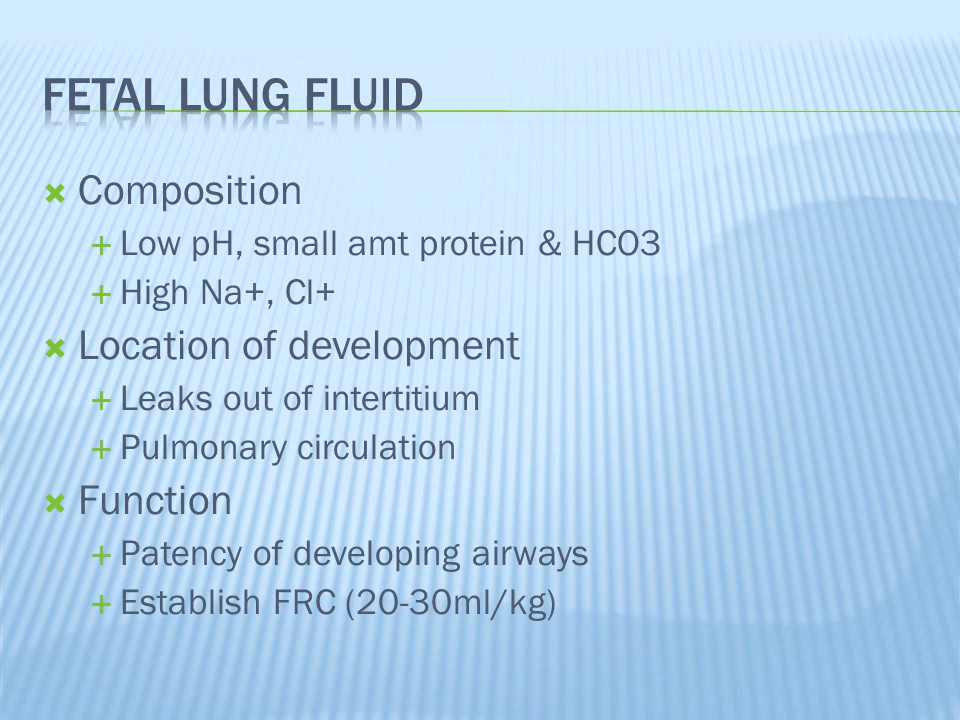 FETAL LUNG FLUID
Composition
Low pH, small amt protein & HCO3
High Na+, Cl+
Location of development
Leaks out of intertitium
Pulmonary circulation
Function
Patency of developing airways
Establish FRC (20-30ml/kg)